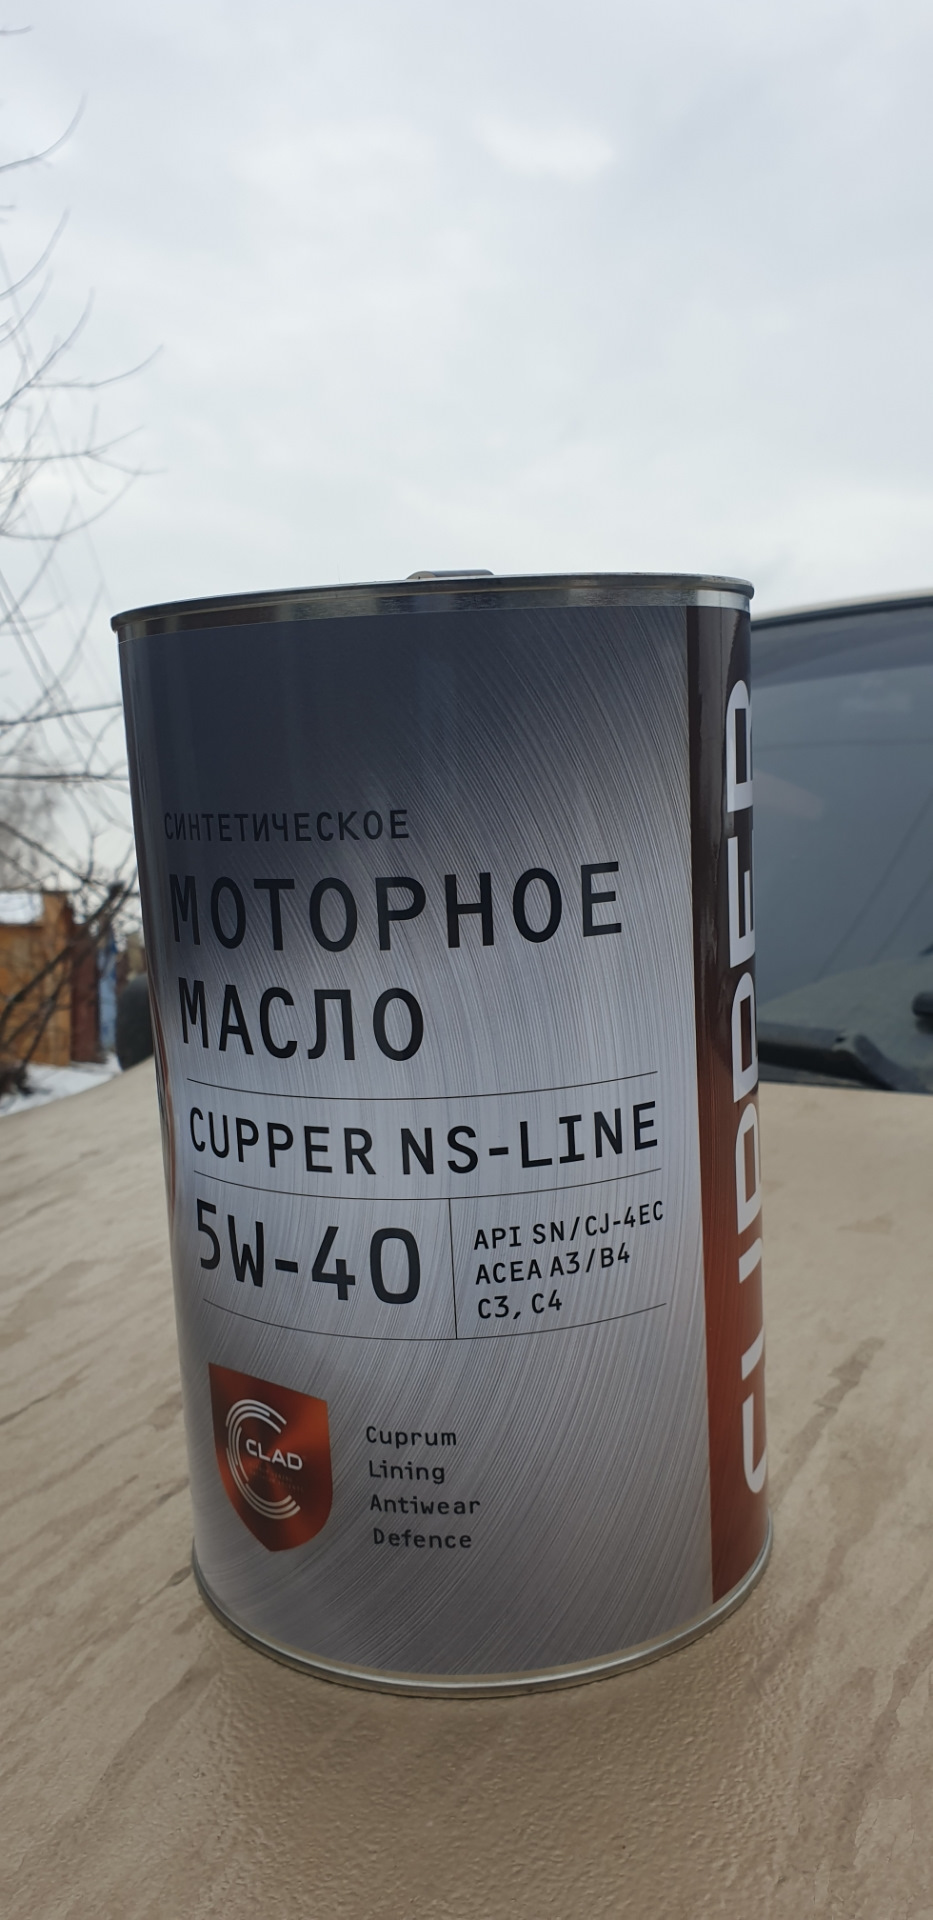 СИНТЕТИЧЕСКОЕ
МОТОРНОЕ
МАСЛО
CUPPER NS-LINE
5W-40
API SN/CJ-4EC
ACEA A3/B4
C3, C4
CLAD
Cuprum
Lining
Antiwear
Defence
CUPPER